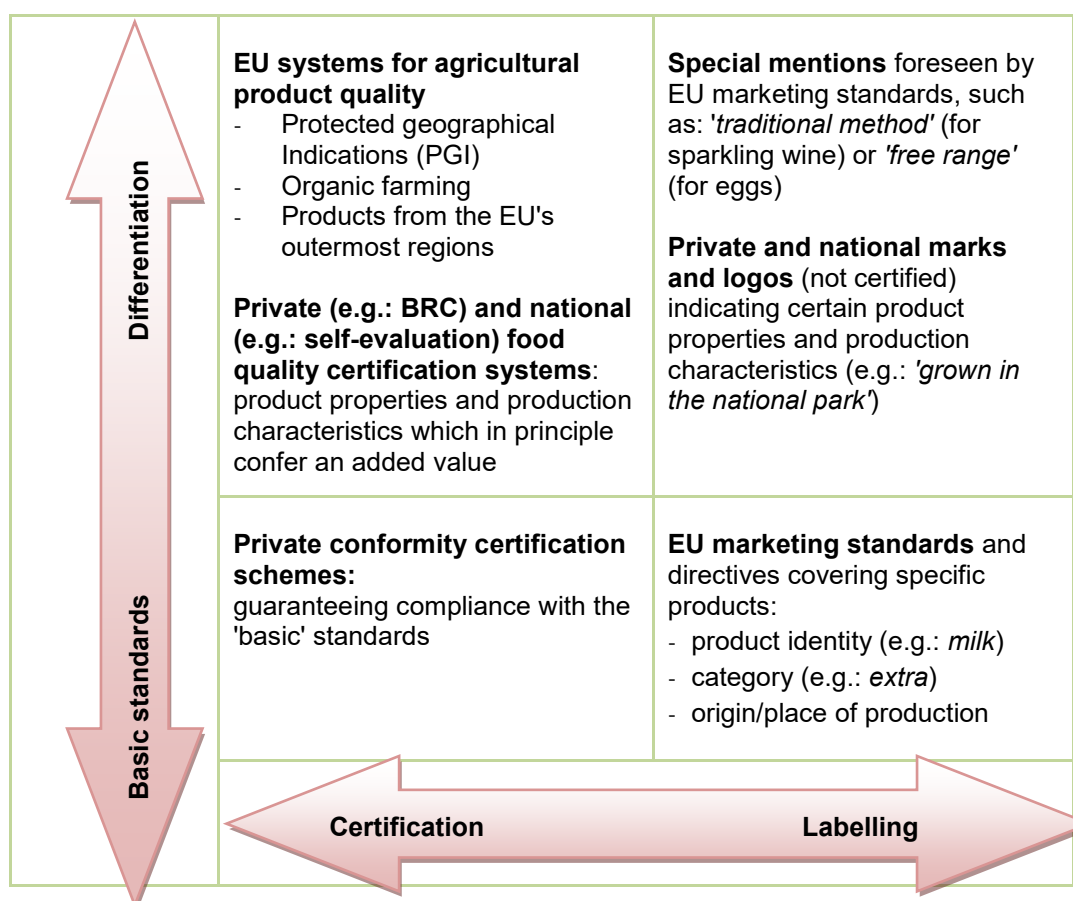 Differentiation
EU systems for agricultural
product quality
- Protected geographical
Indications (PGI)
- Organic farming
- Products from the EU's
outermost regions
Private (e.g.: BRC) and national
(e.g.: self-evaluation) food
quality certification systems:
product properties and production
characteristics which in principle
confer an added value
Special mentions foreseen by
EU marketing standards, such
as: 'traditional method' (for
sparkling wine) or 'free range'
(for eggs)
Private and national marks
and logos (not certified)
indicating certain product
properties and production
characteristics (e.g.: 'grown in
the national park')
Basic standards
Private conformity certification
schemes:
guaranteeing compliance with the
'basic' standards
EU marketing standards and
directives covering specific
products:
- product identity (e.g.: milk)
- category (e.g.: extra)
- origin/place of production
Certification
Labelling